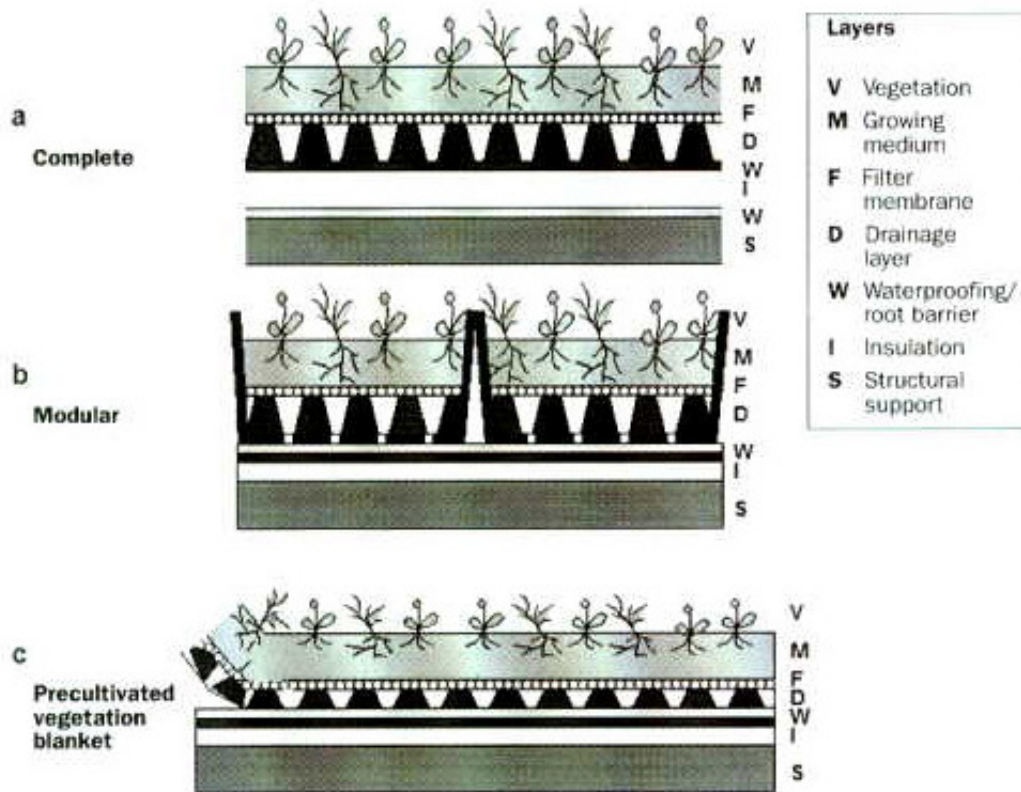 a
Complete
V
M
F
D
W
I
W
S
b
Modular
V
M
F
D
W
I
S
c
Precultivated
vegetation
blanket
V
M
F
D
W
I
S
Layers
V Vegetation
M Growing
medium
F Filter
membrane
D Drainage
layer
W Waterproofing/
root barrier
I Insulation
S Structural
support